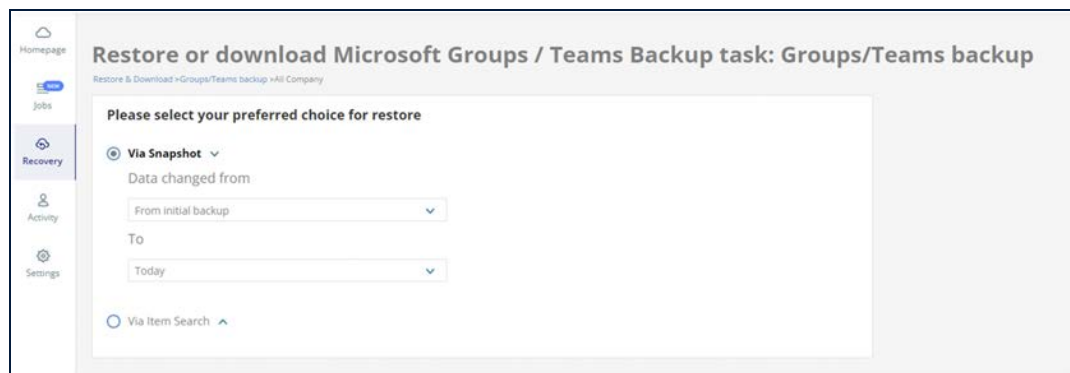 Homepage
Restore or download Microsoft Groups / Teams Backup task: Groups/Teams backup
Restore & Download >Groups/Teams backup >All Company
NEW
Jobs
Please select your preferred choice for restore
Recovery
Via Snapshot
Data changed from
Activity
From initial backup
To
Settings
Today
Via Item Search